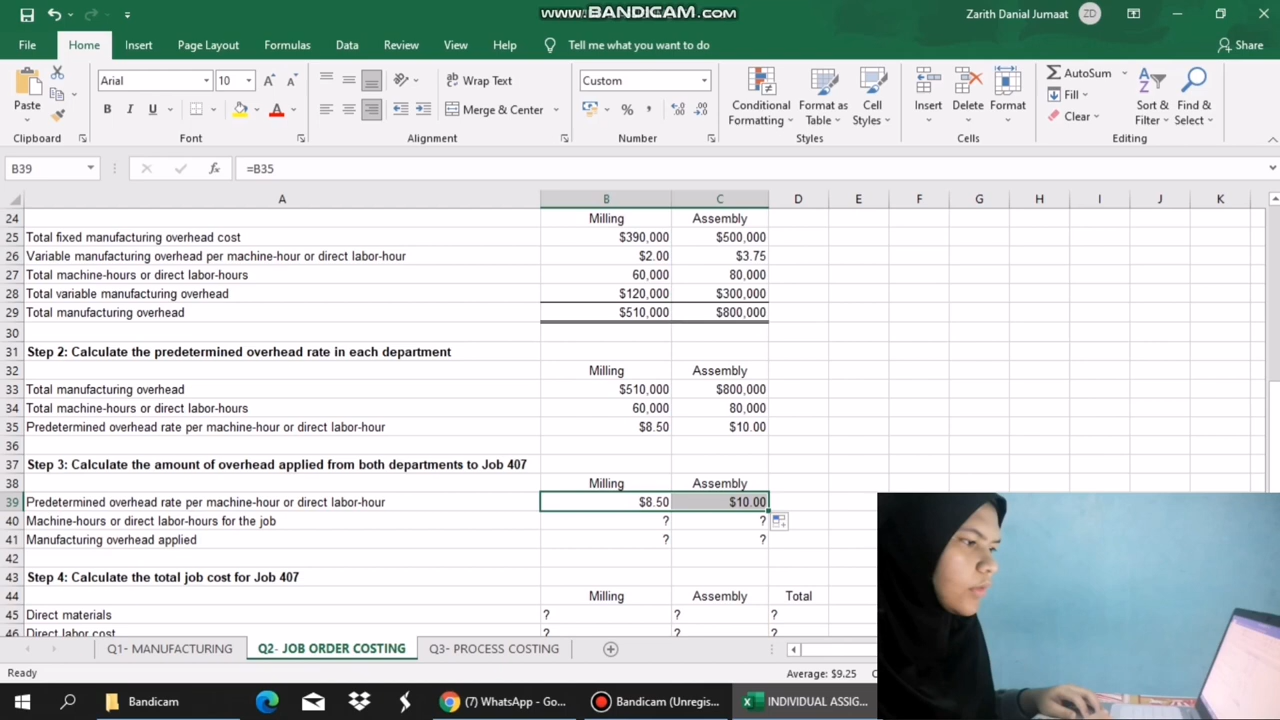 www.BANDICAM.com
Zarith Danial Jumaat ZD
File Home Insert Page Layout Formulas Data Review View Help Tell me what you want to do Share
Paste
Arial 10
B I U
Wrap Text
Merge & Center
Custom
Conditional Formatting
Format as Table
Cell Styles
Insert Delete Format
AutoSum
Fill
Clear
Sort & Filter
Find & Select
Clipboard Font Alignment Number Styles Cells Editing
B39 fx =B35
A B C D E F G H I J K
24 Milling Assembly
25 Total fixed manufacturing overhead cost $390,000 $500,000
26 Variable manufacturing overhead per machine-hour or direct labor-hour $2.00 $3.75
27 Total machine-hours or direct labor-hours 60,000 80,000
28 Total variable manufacturing overhead $120,000 $300,000
29 Total manufacturing overhead $510,000 $800,000
30
31 Step 2: Calculate the predetermined overhead rate in each department
32 Milling Assembly
33 Total manufacturing overhead $510,000 $800,000
34 Total machine-hours or direct labor-hours 60,000 80,000
35 Predetermined overhead rate per machine-hour or direct labor-hour $8.50 $10.00
36
37 Step 3: Calculate the amount of overhead applied from both departments to Job 407
38 Milling Assembly
39 Predetermined overhead rate per machine-hour or direct labor-hour $8.50 $10.00
40 Machine-hours or direct labor-hours for the job ? ?
41 Manufacturing overhead applied ? ?
42
43 Step 4: Calculate the total job cost for Job 407
44 Milling Assembly Total
45 Direct materials ? ? ?
46 Direct labor cost ? ? ?
Q1- MANUFACTURING Q2- JOB ORDER COSTING Q3- PROCESS COSTING
Ready Average: $9.25
Bandicam (7) WhatsApp - Go... Bandicam (Unregis... INDIVIDUAL ASSIG...